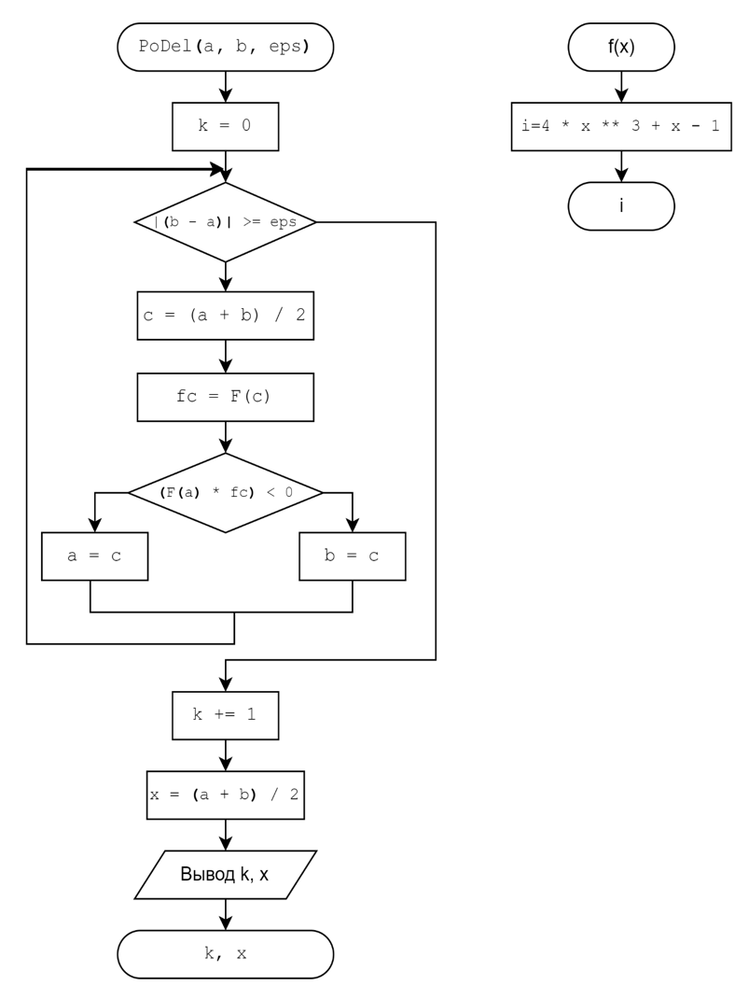 PoDel(a, b, eps)
k = 0
|(b - a)| >= eps
c = (a + b) / 2
fc = F(c)
(F(a) * fc) < 0
a = c
b = c
k += 1
x = (a + b) / 2
Вывод k, x
k, x
f(x)
i=4 * x ** 3 + x - 1
i